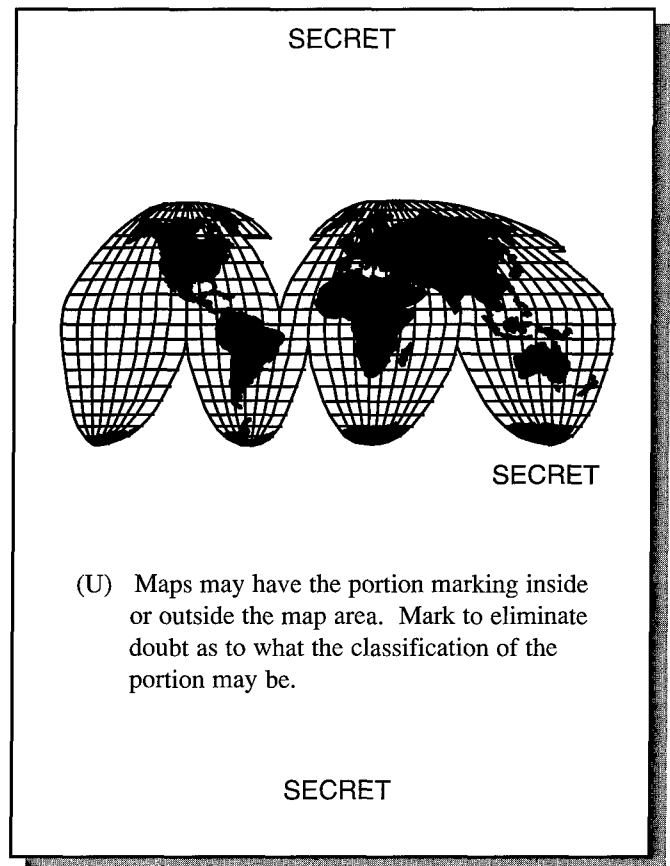 SECRET
SECRET
(U) Maps may have the portion marking inside
or outside the map area. Mark to eliminate
doubt as to what the classification of the
portion may be.
SECRET